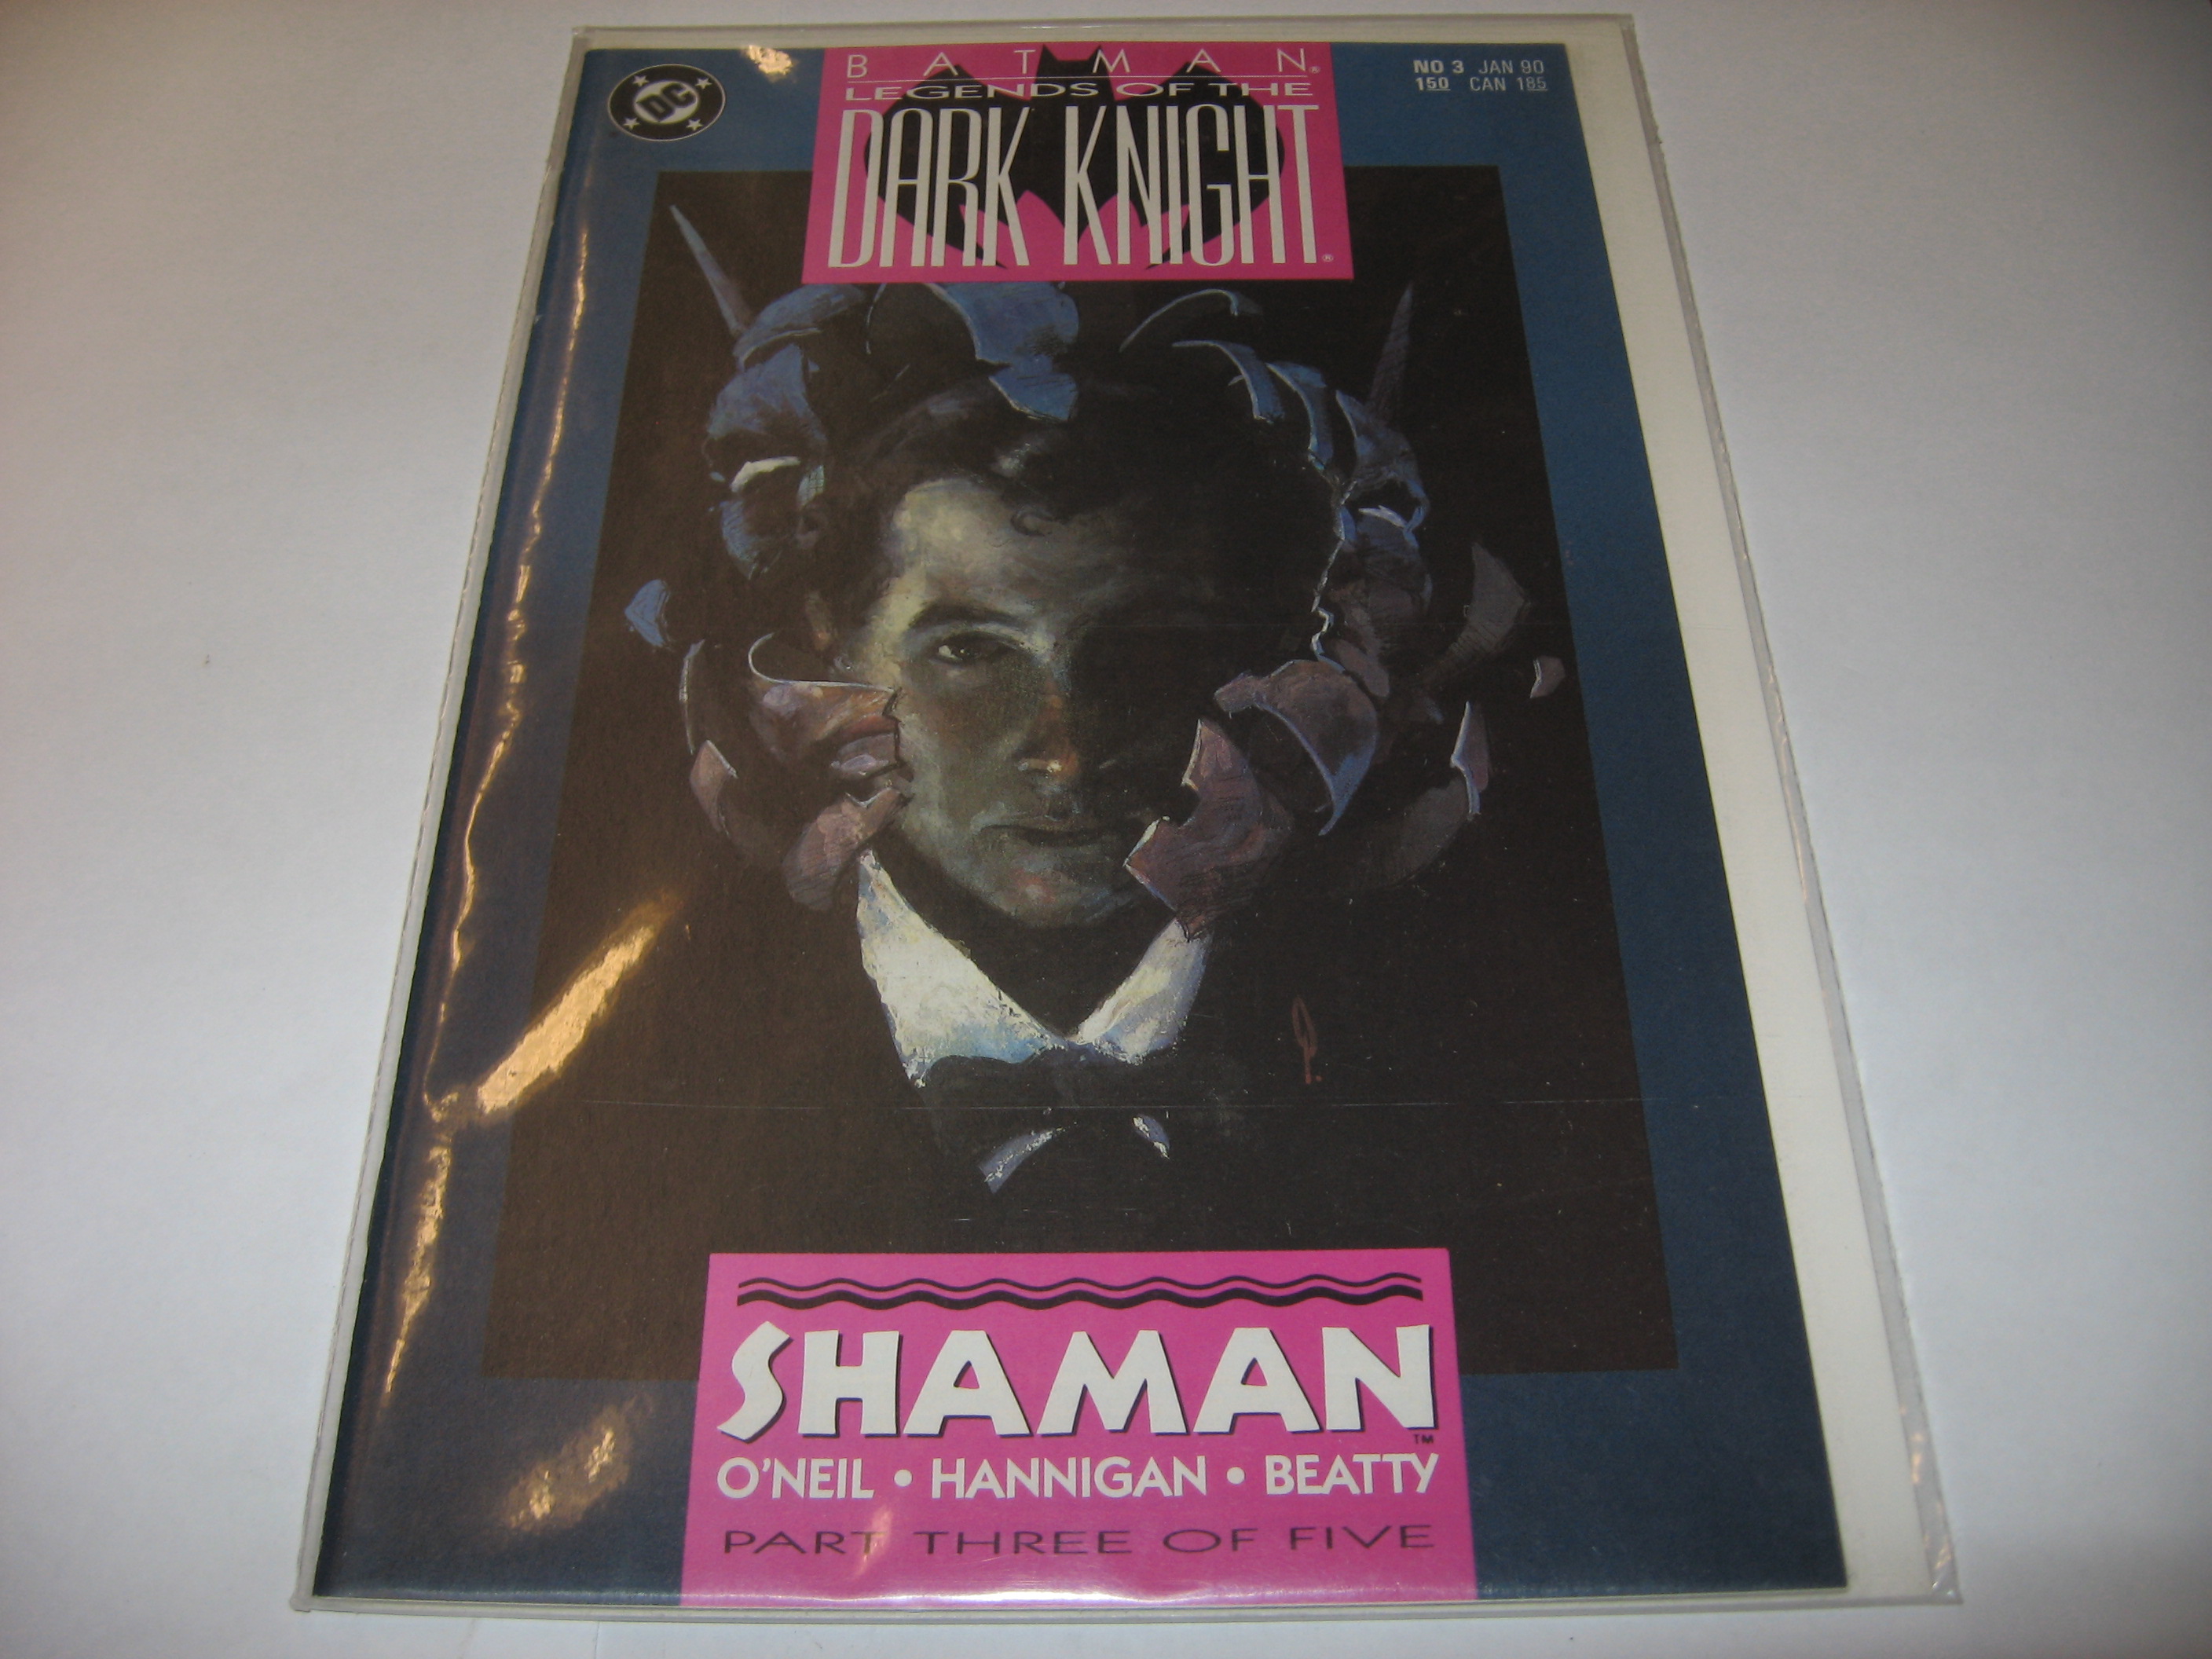 DC
BATMAN®
LEGENDS OF THE
DARK KNIGHT®
NO 3 JAN 90
150 CAN 185
SHAMAN™
O'NEIL • HANNIGAN • BEATTY
PART THREE OF FIVE